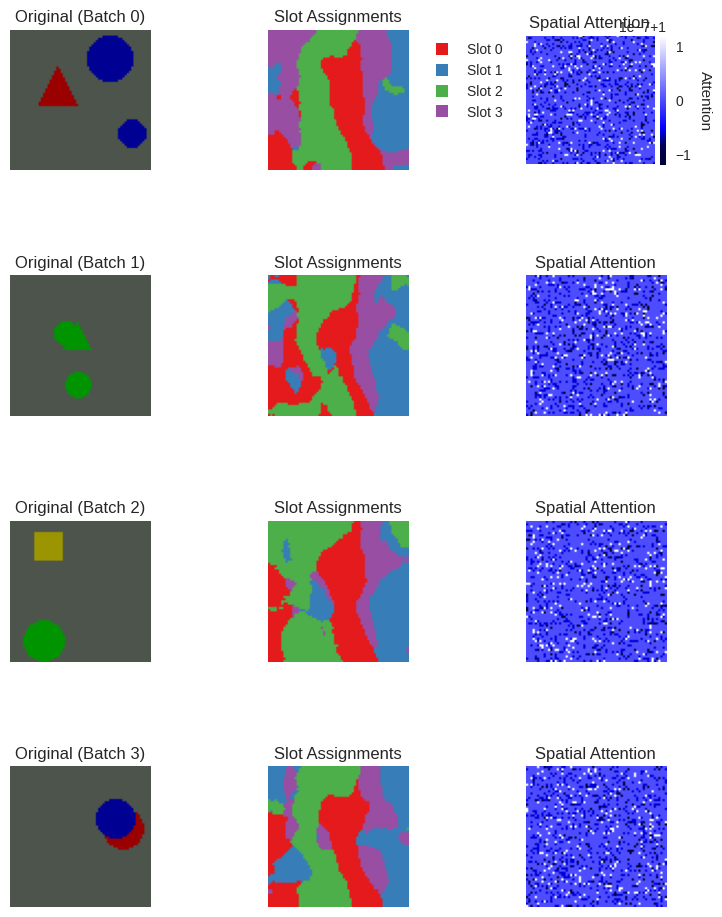 Original (Batch 0)
Slot Assignments
Slot 0
Slot 1
Slot 2
Slot 3
Spatial Attention
1e−7+1
1
0
−1
Attention
Original (Batch 1)
Slot Assignments
Spatial Attention
Original (Batch 2)
Slot Assignments
Spatial Attention
Original (Batch 3)
Slot Assignments
Spatial Attention